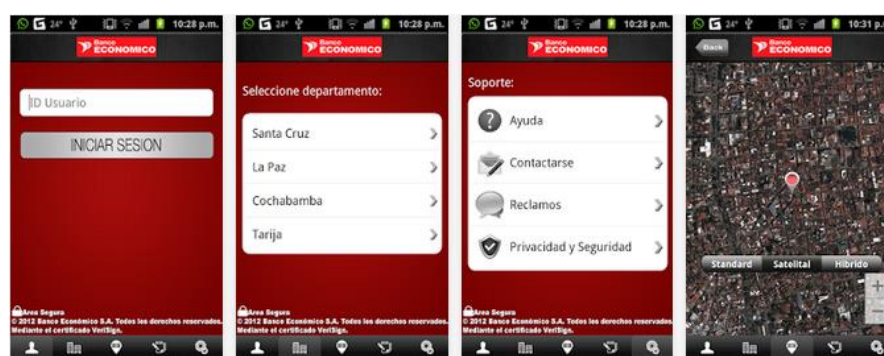 24° 10:28 p.m.
Banco
ECONOMICO
ID Usuario
INICIAR SESION
Area Segura
© 2012 Banco Económico S.A. Todos los derechos reservados.
Mediante el certificado VeriSign.
24° 10:28 p.m.
Banco
ECONOMICO
Seleccione departamento:
Santa Cruz
La Paz
Cochabamba
Tarija
Area Segura
© 2012 Banco Económico S.A. Todos los derechos reservados.
Mediante el certificado VeriSign.
24° 10:28 p.m.
Banco
ECONOMICO
Soporte:
Ayuda
Contactarse
Reclamos
Privacidad y Seguridad
Area Segura
© 2012 Banco Económico S.A. Todos los derechos reservados.
Mediante el certificado VeriSign.
24° 10:31 p.
Back
Banco
ECONOMICO
Standard Satelital Hibrido